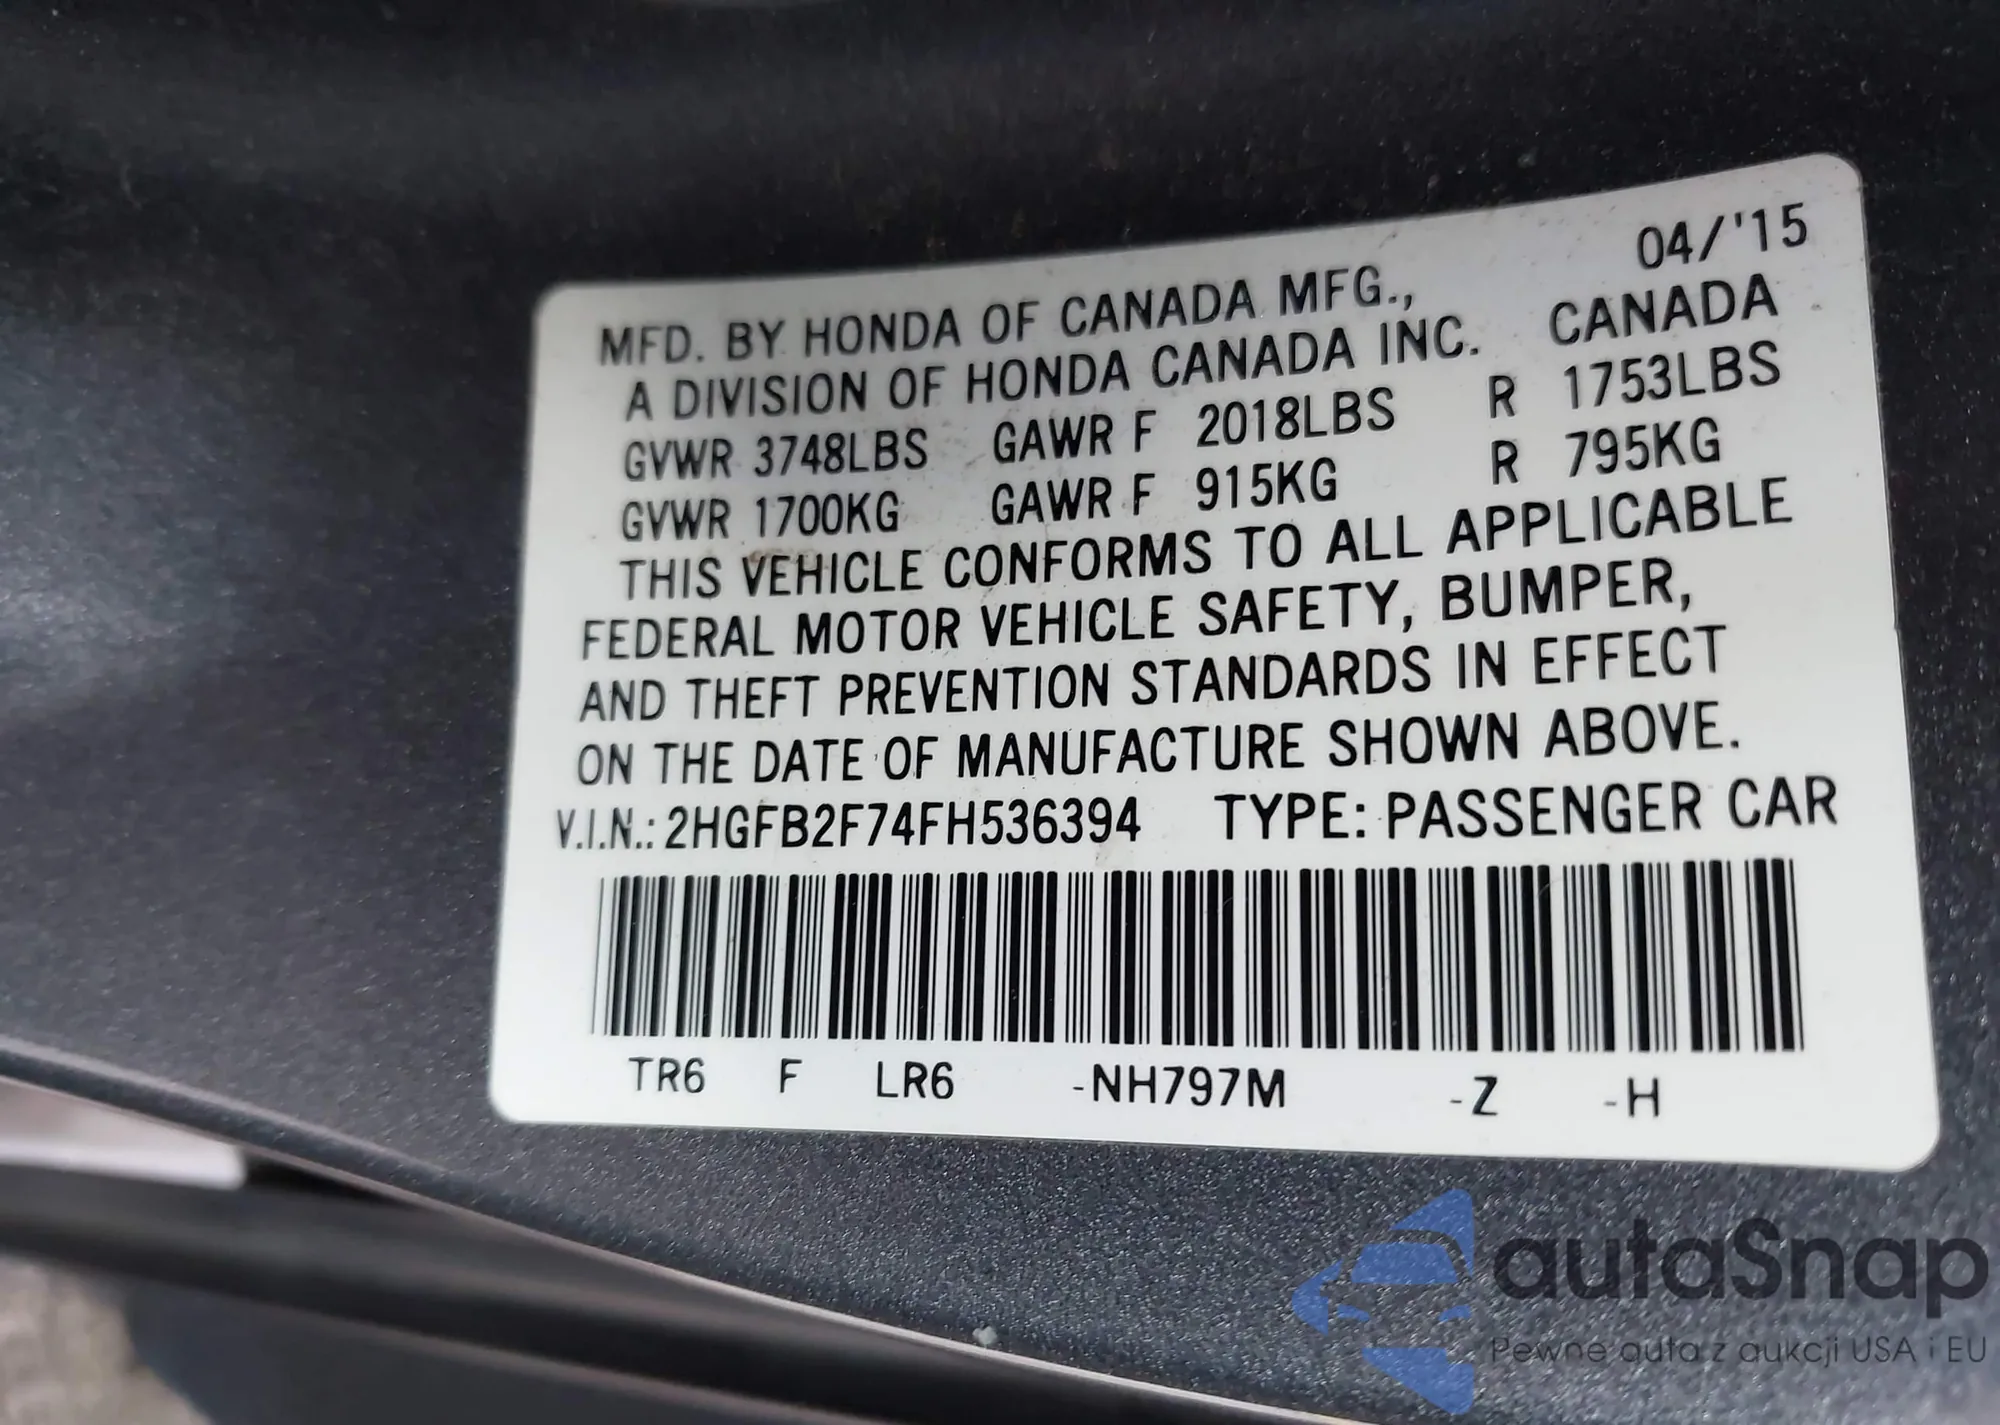 04/'15
MFD. BY HONDA OF CANADA MFG.,
A DIVISION OF HONDA CANADA INC. CANADA
GVWR 3748LBS GAWR F 2018LBS R 1753LBS
GVWR 1700KG GAWR F 915KG R 795KG
THIS VEHICLE CONFORMS TO ALL APPLICABLE
FEDERAL MOTOR VEHICLE SAFETY, BUMPER,
AND THEFT PREVENTION STANDARDS IN EFFECT
ON THE DATE OF MANUFACTURE SHOWN ABOVE.
V.I.N.: 2HGFB2F74FH536394 TYPE: PASSENGER CAR
TR6 F LR6 -NH797M -Z -H
autaSnap
Pewne auta z aukcji USA i EU